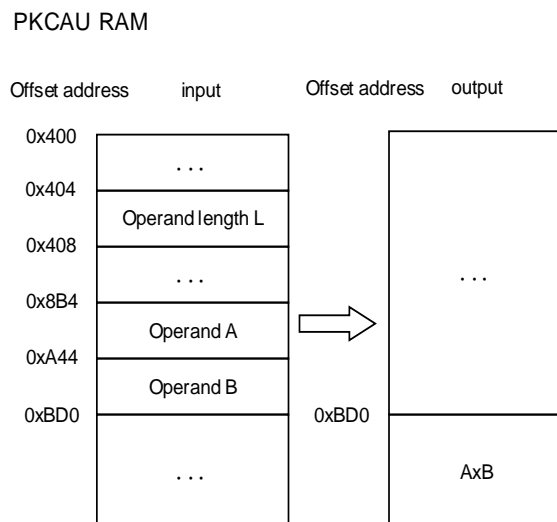 PKCAU RAM
Offset address input Offset address output
0x400
. . .
0x404
Operand length L
0x408
. . .
. . .
0x8B4
Operand A
0xA44
Operand B
0xBD0 0xBD0
. . .
AxB